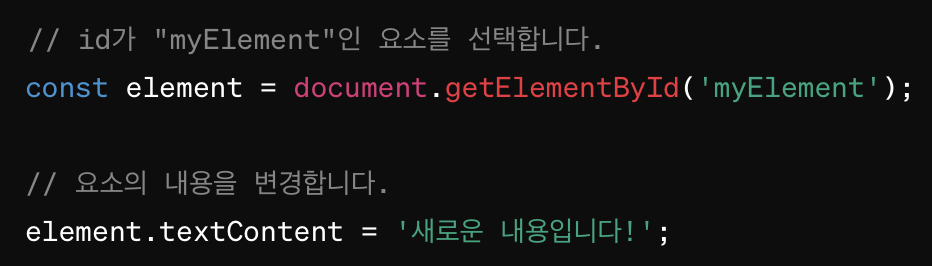 // id가 "myElement"인 요소를 선택합니다.
const element = document.getElementById('myElement');
// 요소의 내용을 변경합니다.
element.textContent = '새로운 내용입니다!';